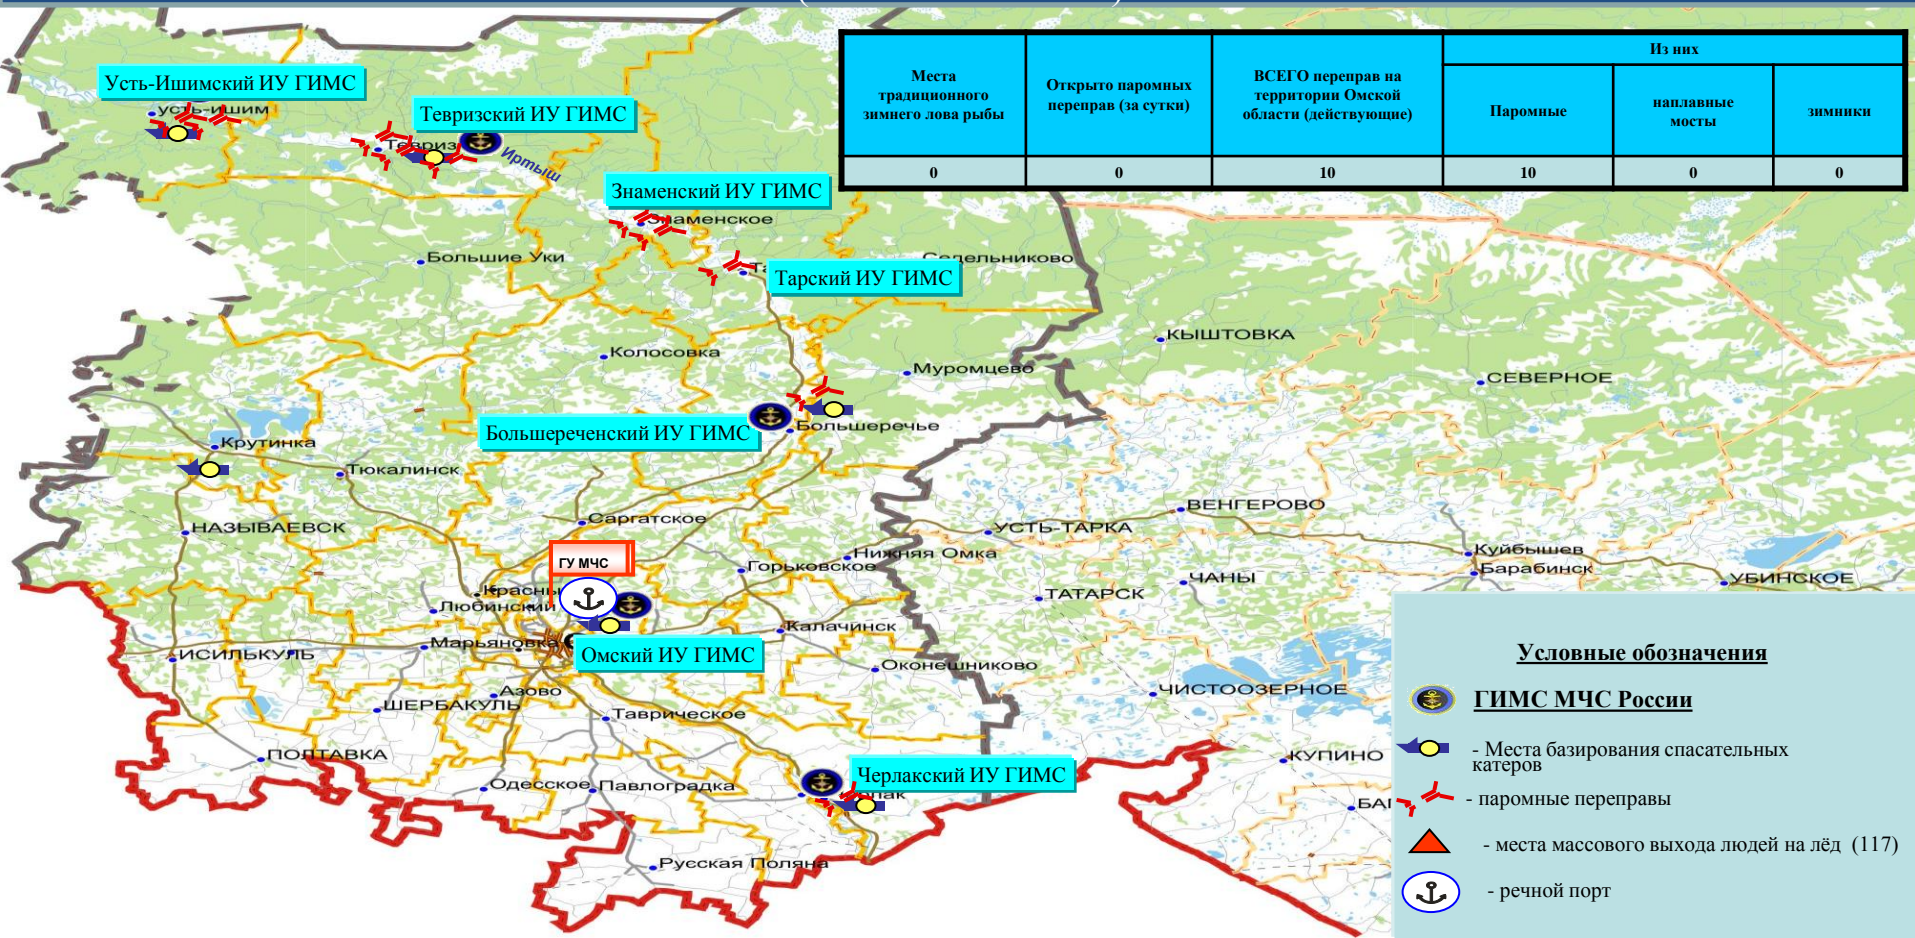 Места
традиционного
зимнего лова рыбы
Открыто паромных
переправ (за сутки)
ВСЕГО переправ на
территории Омской
области (действующие)
Из них
Паромные
наплавные
мосты
зимники
0
0
10
10
0
0
Усть-Ишимский ИУ ГИМС
усть-ишим
Тевризский ИУ ГИМС
Тевриз
Иртыш
Знаменский ИУ ГИМС
Знаменское
Большие Уки
Седельниково
Тарский ИУ ГИМС
КЫШТОВКА
Колосовка
Муромцево
СЕВЕРНОЕ
Большереченский ИУ ГИМС
Большеречье
Крутинка
Тюкалинск
ВЕНГЕРОВО
НАЗЫВАЕВСК
Саргатское
УСТЬ-ТАРКА
Нижняя Омка
Куйбышев
ГУ МЧС
Горьковское
Барабинск
ЧАНЫ
УБИНСКОЕ
Красны
ТАТАРСК
Любинский
Калачинск
Марьяновка
ИСИЛЬКУЛЬ
Омский ИУ ГИМС
Оконешниково
Азово
ЧИСТООЗЕРНОЕ
ШЕРБАКУЛЬ
Таврическое
ПОЛТАВКА
КУПИНО
Черлакский ИУ ГИМС
Одесское
Павлоградка
лак
БАГ
Русская Поляна
Условные обозначения
ГИМС МЧС России
- Места базирования спасательных
катеров
- паромные переправы
- места массового выхода людей на лёд (117)
- речной порт